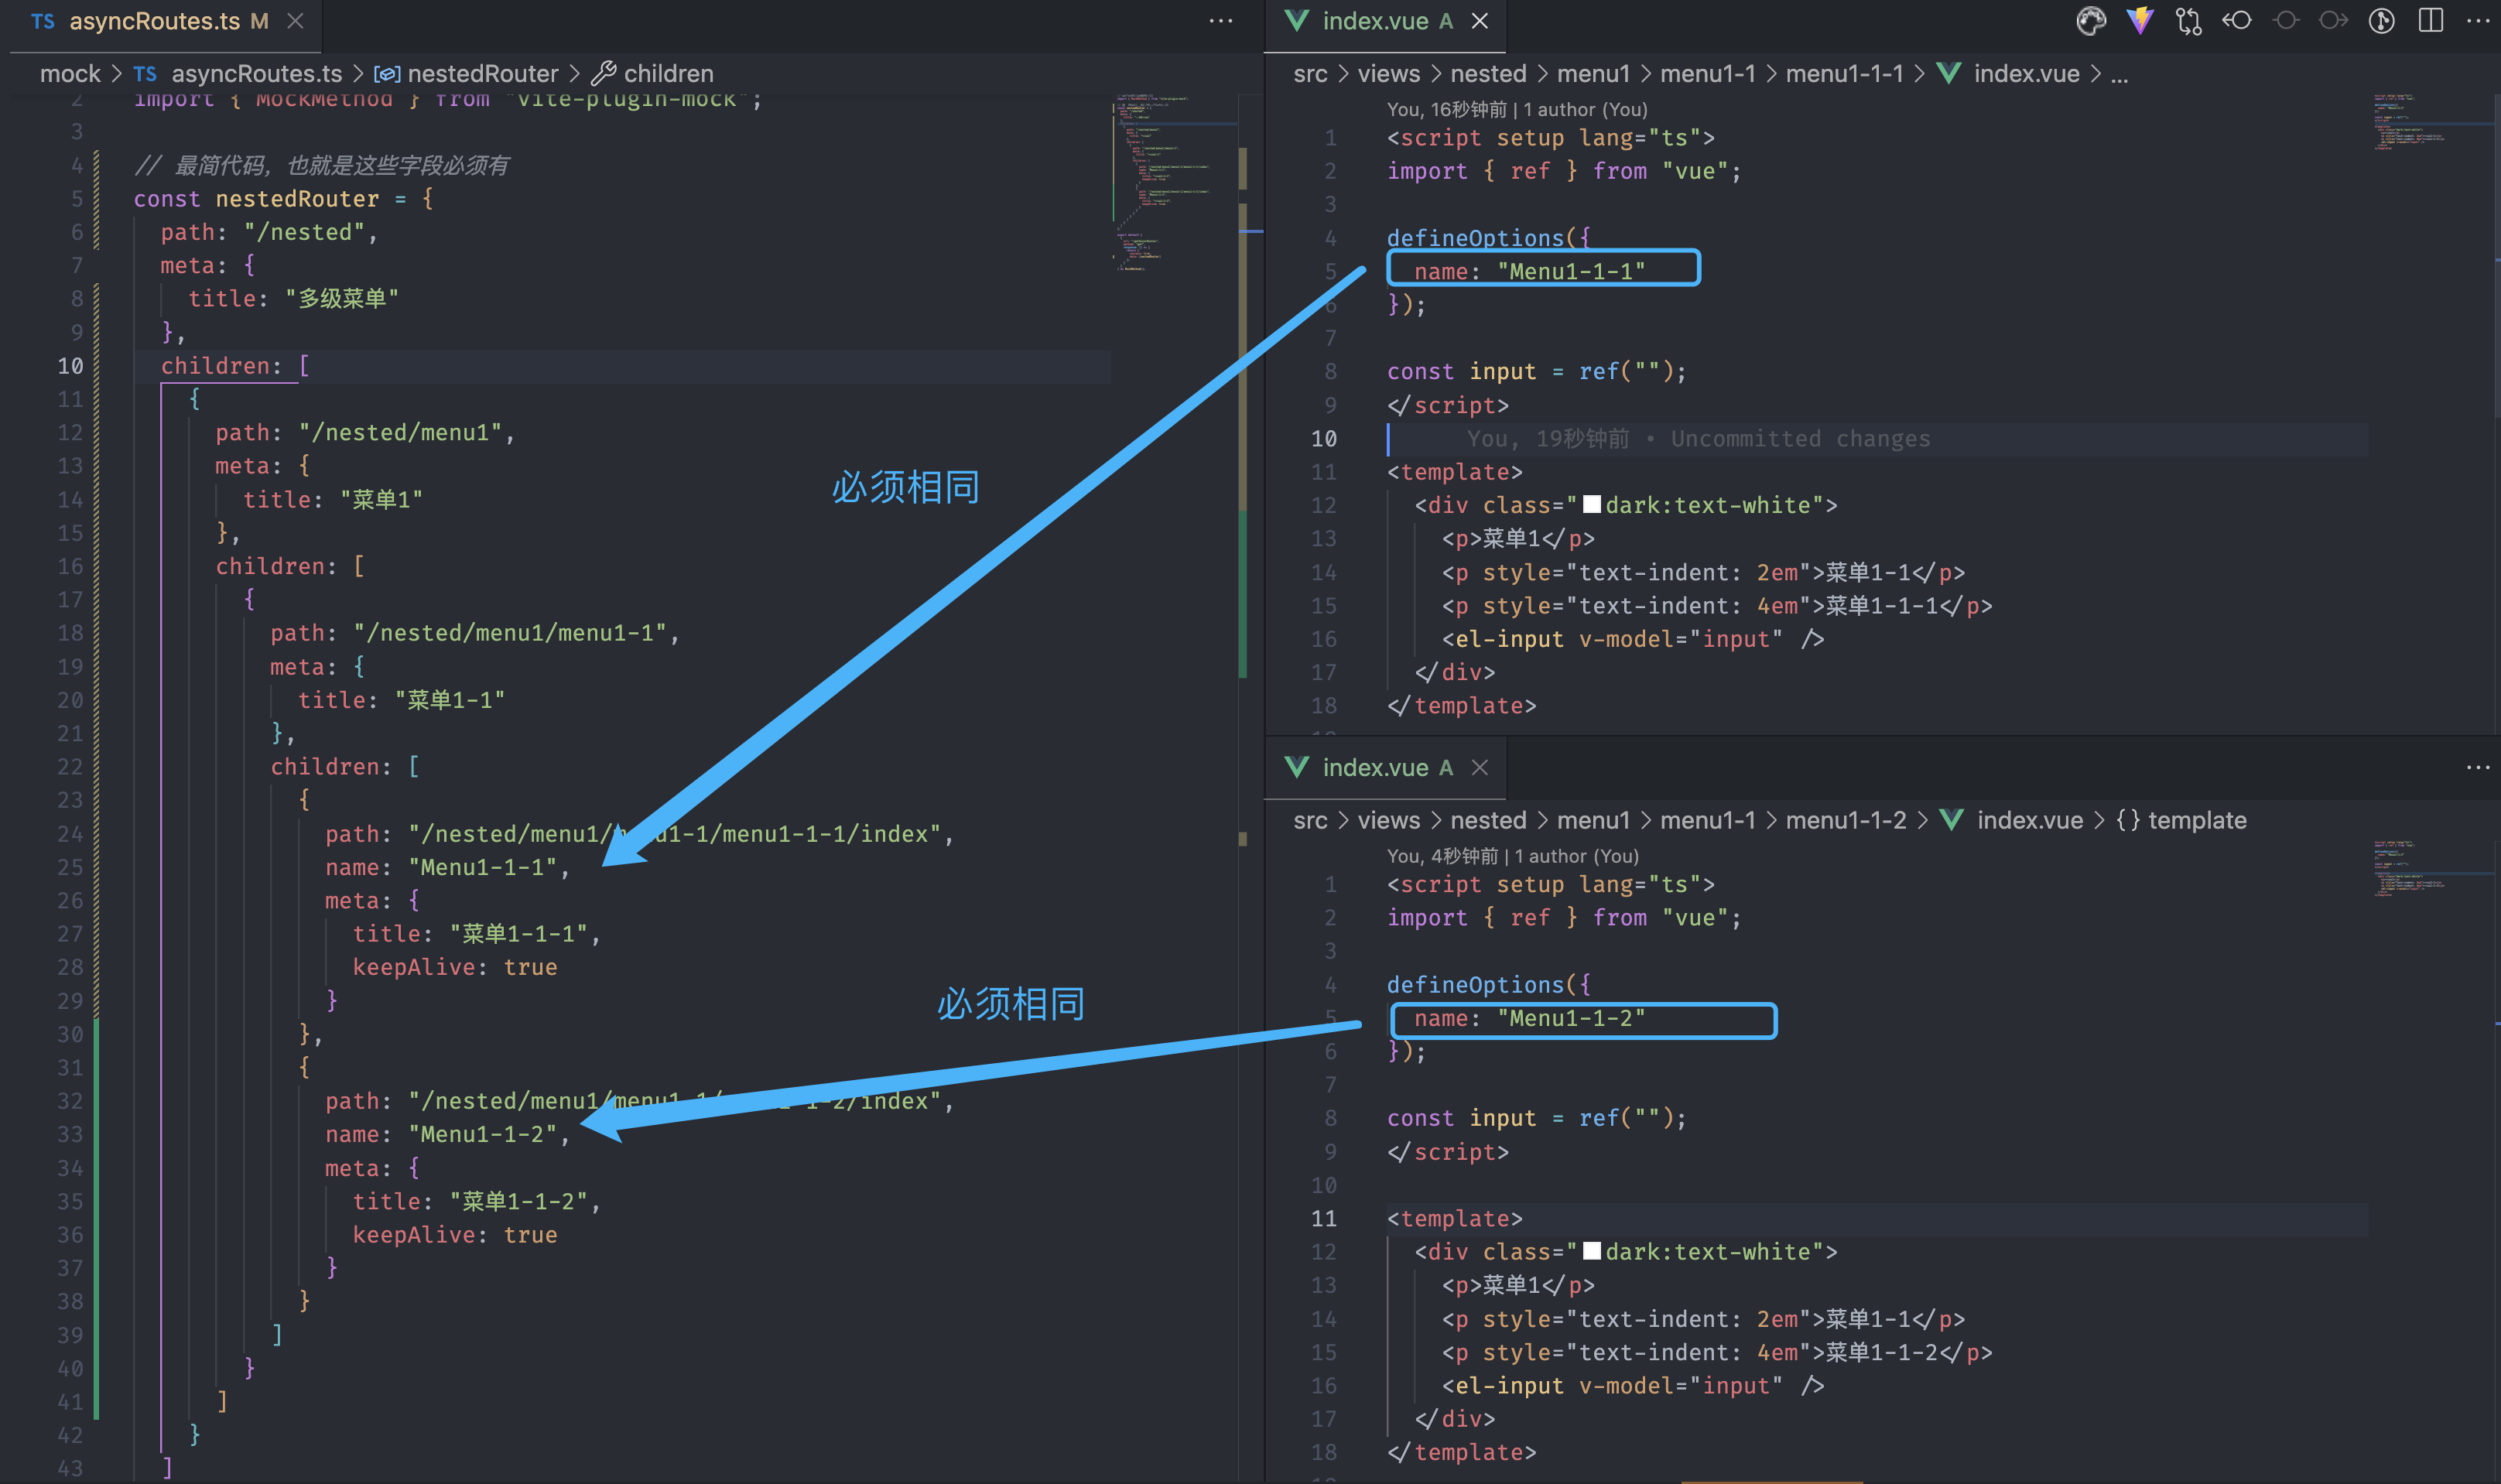 TS asyncRoutes.ts M
mock > TS asyncRoutes.ts > nestedRouter > children
2 import { MockMethod } from "vite-plugin-mock";
3
4 // 最简代码，也就是这些字段必须有
5 const nestedRouter = {
6 path: "/nested",
7 meta: {
8 title: "多级菜单"
9 },
10 children: [
11 {
12 path: "/nested/menu1",
13 meta: {
14 title: "菜单1"
15 },
16 children: [
17 {
18 path: "/nested/menu1/menu1-1",
19 meta: {
20 title: "菜单1-1"
21 },
22 children: [
23 {
24 path: "/nested/menu1/menu1-1/menu1-1-1/index",
25 name: "Menu1-1-1",
26 meta: {
27 title: "菜单1-1-1",
28 keepAlive: true
29 }
30 },
31 {
32 path: "/nested/menu1/menu1-1/menu1-1-2/index",
33 name: "Menu1-1-2",
34 meta: {
35 title: "菜单1-1-2",
36 keepAlive: true
37 }
38 }
39 ]
40 }
41 ]
42 }
43 ]
必须相同
必须相同
index.vue A
src > views > nested > menu1 > menu1-1 > menu1-1-1 > index.vue > ...
You, 16秒钟前 | 1 author (You)
1 <script setup lang="ts">
2 import { ref } from "vue";
3
4 defineOptions({
5 name: "Menu1-1-1"
6 });
7
8 const input = ref("");
9 </script>
10 You, 19秒钟前 • Uncommitted changes
11 <template>
12 <div class="dark:text-white">
13 <p>菜单1</p>
14 <p style="text-indent: 2em">菜单1-1</p>
15 <p style="text-indent: 4em">菜单1-1-1</p>
16 <el-input v-model="input" />
17 </div>
18 </template>
index.vue A
src > views > nested > menu1 > menu1-1 > menu1-1-2 > index.vue > {} template
You, 4秒钟前 | 1 author (You)
1 <script setup lang="ts">
2 import { ref } from "vue";
3
4 defineOptions({
5 name: "Menu1-1-2"
6 });
7
8 const input = ref("");
9 </script>
10
11 <template>
12 <div class="dark:text-white">
13 <p>菜单1</p>
14 <p style="text-indent: 2em">菜单1-1</p>
15 <p style="text-indent: 4em">菜单1-1-2</p>
16 <el-input v-model="input" />
17 </div>
18 </template>